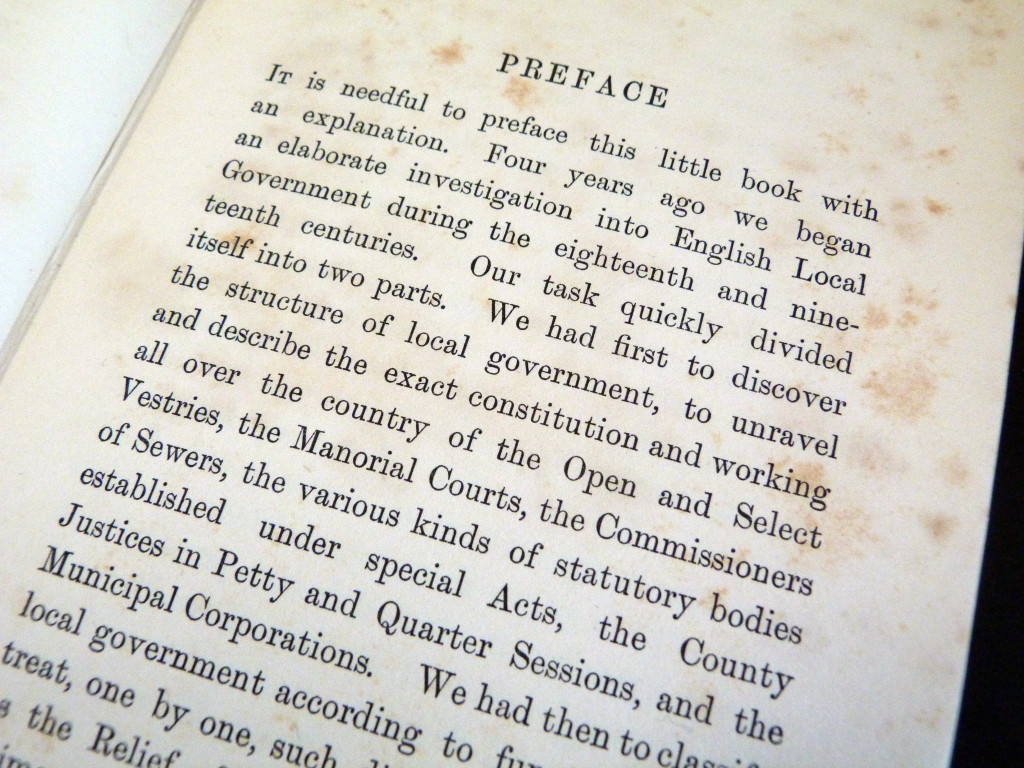 PREFACE
IT is needful to preface this little book with
an explanation. Four years ago we began
an elaborate investigation into English Local
Government during the eighteenth and nine-
teenth centuries. Our task quickly divided
itself into two parts. We had first to discover
the structure of local government, to unravel
and describe the exact constitution and working
all over the country of the Open and Select
Vestries, the Manorial Courts, the Commissioners
of Sewers, the various kinds of statutory bodies
established under special Acts, the County
Justices in Petty and Quarter Sessions, and the
Municipal Corporations. We had then to
local government according to
treat, one by one, such
the Relief